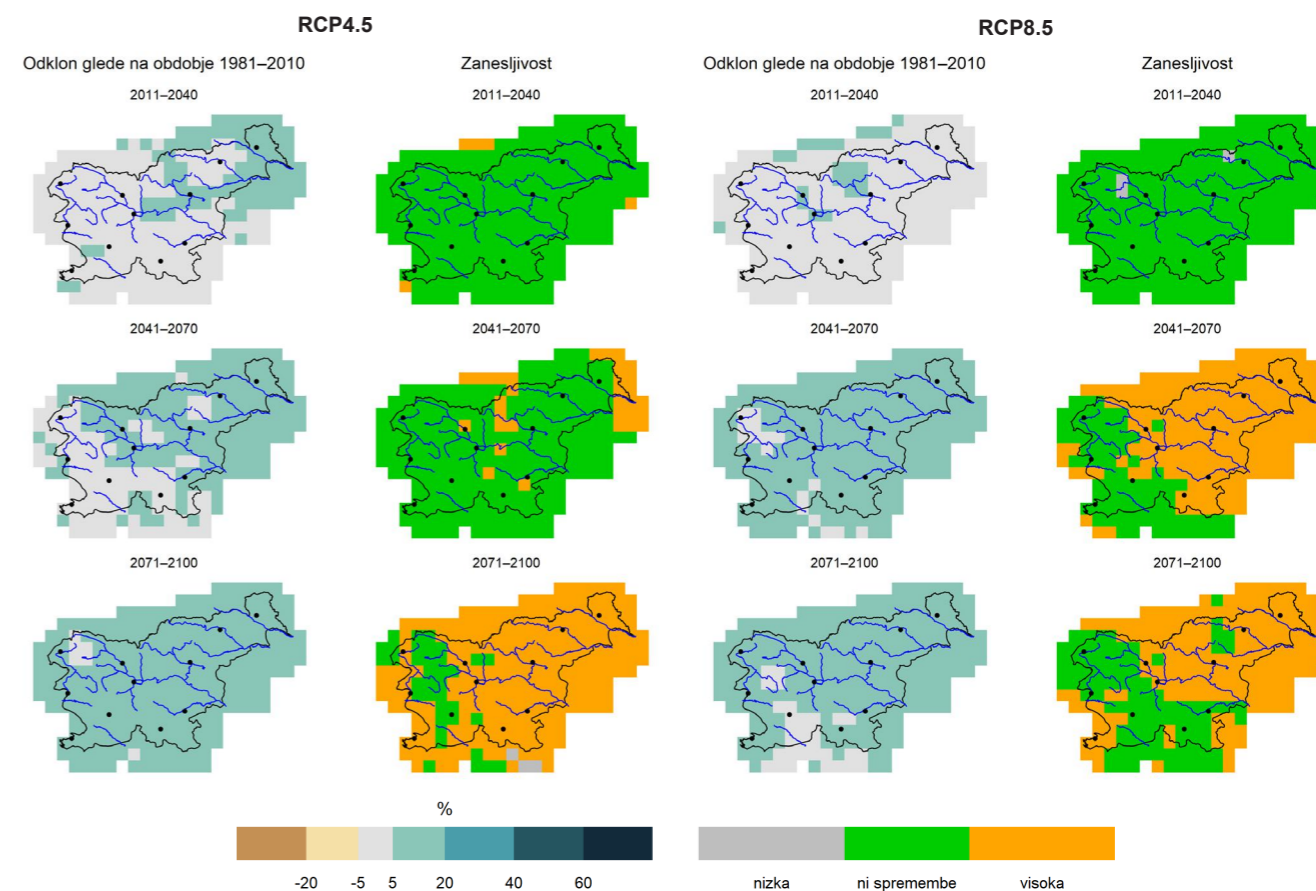 RCP4.5 RCP8.5
Odklon glede na obdobje 1981–2010 Zanesljivost Odklon glede na obdobje 1981–2010 Zanesljivost
2011–2040 2011–2040 2011–2040 2011–2040
2041–2070 2041–2070 2041–2070 2041–2070
2071–2100 2071–2100 2071–2100 2071–2100
%
-20 -5 5 20 40 60 nizka ni spremembe visoka